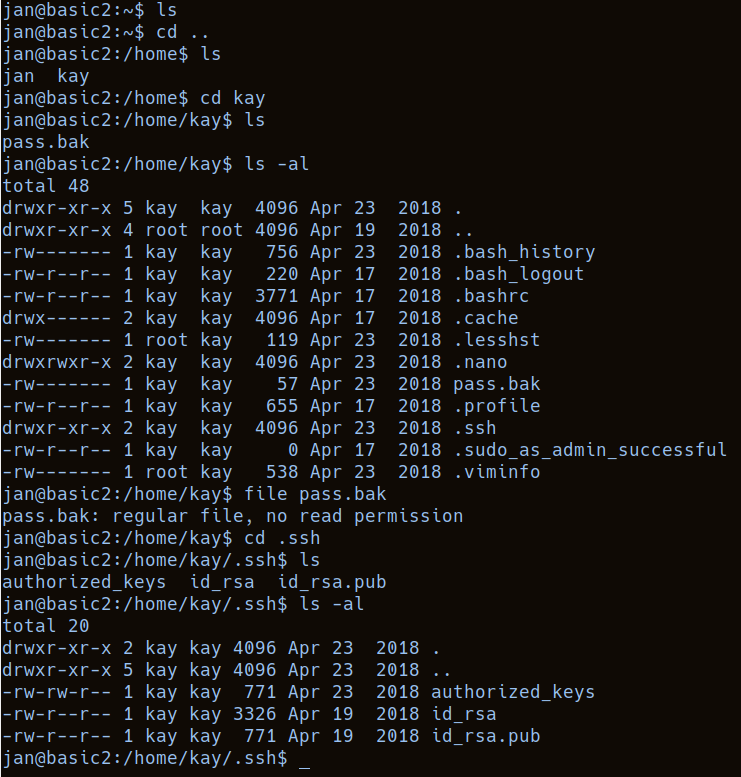 jan@basic2:~$ ls
jan@basic2:~$ cd ..
jan@basic2:/home$ ls
jan  kay
jan@basic2:/home$ cd kay
jan@basic2:/home/kay$ ls
pass.bak
jan@basic2:/home/kay$ ls -al
total 48
drwxr-xr-x 5 kay  kay  4096 Apr 23  2018 .
drwxr-xr-x 4 root root 4096 Apr 19  2018 ..
-rw------- 1 kay  kay   756 Apr 23  2018 .bash_history
-rw-r--r-- 1 kay  kay   220 Apr 17  2018 .bash_logout
-rw-r--r-- 1 kay  kay  3771 Apr 17  2018 .bashrc
drwx------ 2 kay  kay  4096 Apr 17  2018 .cache
-rw------- 1 root kay   119 Apr 23  2018 .lesshst
drwxrwxr-x 2 kay  kay  4096 Apr 23  2018 .nano
-rw------- 1 kay  kay    57 Apr 23  2018 pass.bak
-rw-r--r-- 1 kay  kay   655 Apr 17  2018 .profile
drwxr-xr-x 2 kay  kay  4096 Apr 23  2018 .ssh
-rw-r--r-- 1 kay  kay     0 Apr 17  2018 .sudo_as_admin_successful
-rw------- 1 root kay   538 Apr 23  2018 .viminfo
jan@basic2:/home/kay$ file pass.bak
pass.bak: regular file, no read permission
jan@basic2:/home/kay$ cd .ssh
jan@basic2:/home/kay/.ssh$ ls
authorized_keys  id_rsa  id_rsa.pub
jan@basic2:/home/kay/.ssh$ ls -al
total 20
drwxr-xr-x 2 kay kay 4096 Apr 23  2018 .
drwxr-xr-x 5 kay kay 4096 Apr 23  2018 ..
-rw-rw-r-- 1 kay kay  771 Apr 23  2018 authorized_keys
-rw-r--r-- 1 kay kay 3326 Apr 19  2018 id_rsa
-rw-r--r-- 1 kay kay  771 Apr 19  2018 id_rsa.pub
jan@basic2:/home/kay/.ssh$ _